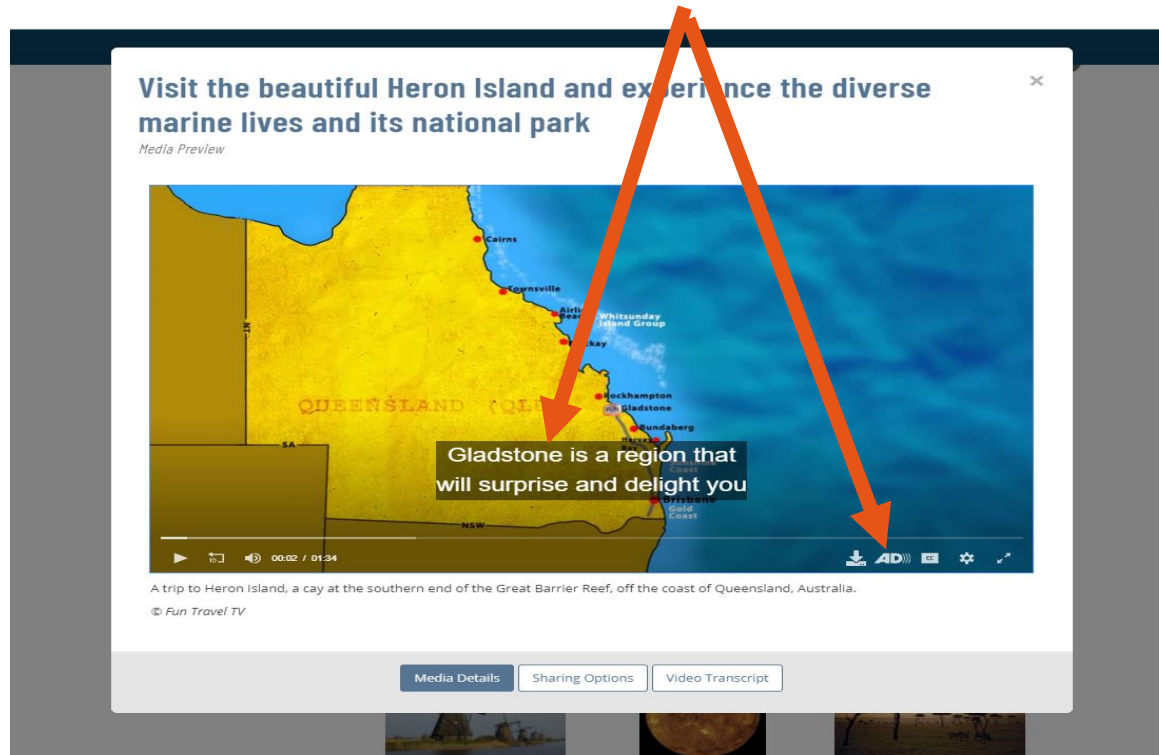 Visit the beautiful Heron Island and experience the diverse
marine lives and its national park
×
Media Preview
Cairns
Townsville
Whitsunday
Island Group
Rockhampton
Gladstone
Bundaberg
NT
QUEENSLAND
SA
Gladstone is a region that
will surprise and delight you
Coast
Brisbane
Gold
Coast
NSW
10
00:02 / 01:34
AD
CC
A trip to Heron Island, a cay at the southern end of the Great Barrier Reef, off the coast of Queensland, Australia.
© Fun Travel TV
Media Details
Sharing Options
Video Transcript